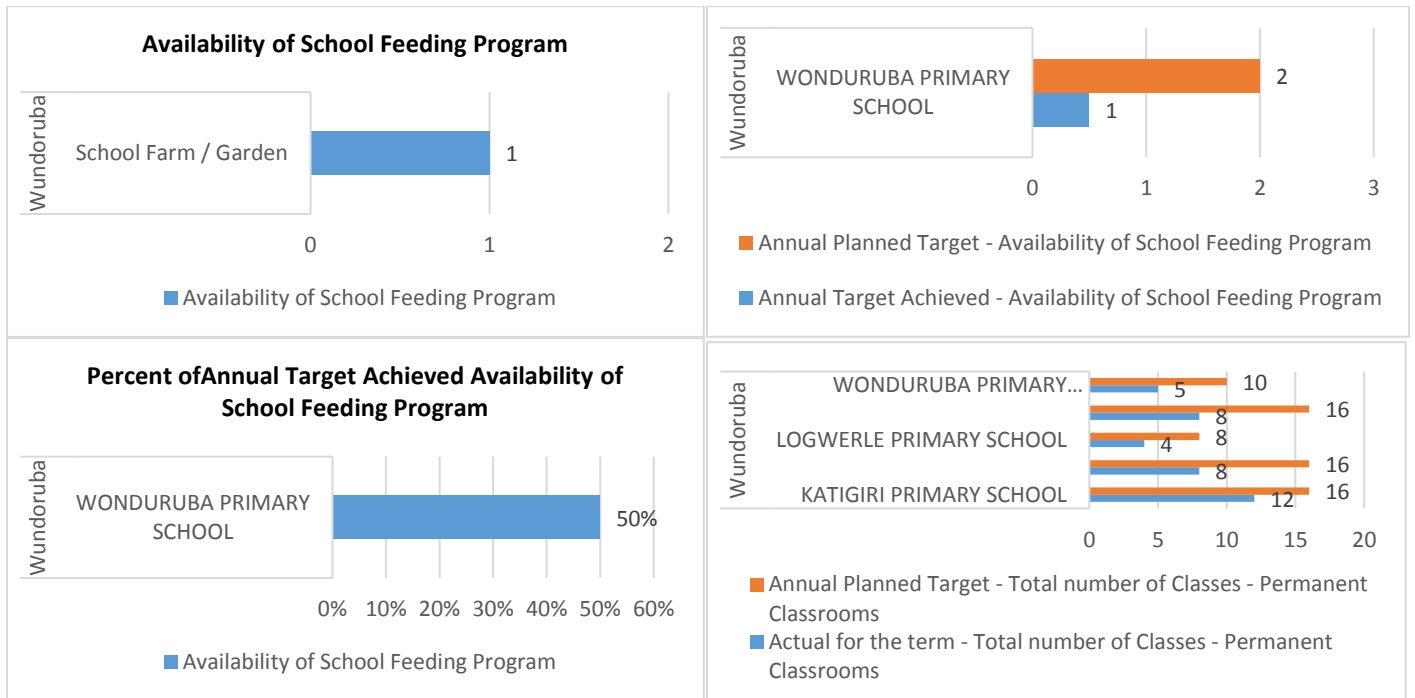 Availability of School Feeding Program
Wundoruba
School Farm / Garden
1
0 1 2
Availability of School Feeding Program
Wundoruba
WONDURUBA PRIMARY
SCHOOL
2
1
0 1 2 3
Annual Planned Target - Availability of School Feeding Program
Annual Target Achieved - Availability of School Feeding Program
Percent ofAnnual Target Achieved Availability of
School Feeding Program
Wundoruba
WONDURUBA PRIMARY
SCHOOL
50%
0% 10% 20% 30% 40% 50% 60%
Availability of School Feeding Program
Wundoruba
WONDURUBA PRIMARY...
10
5
16
8
LOGWERLE PRIMARY SCHOOL
8
4
16
8
KATIGIRI PRIMARY SCHOOL
16
12
0 5 10 15 20
Annual Planned Target - Total number of Classes - Permanent
Classrooms
Actual for the term - Total number of Classes - Permanent
Classrooms